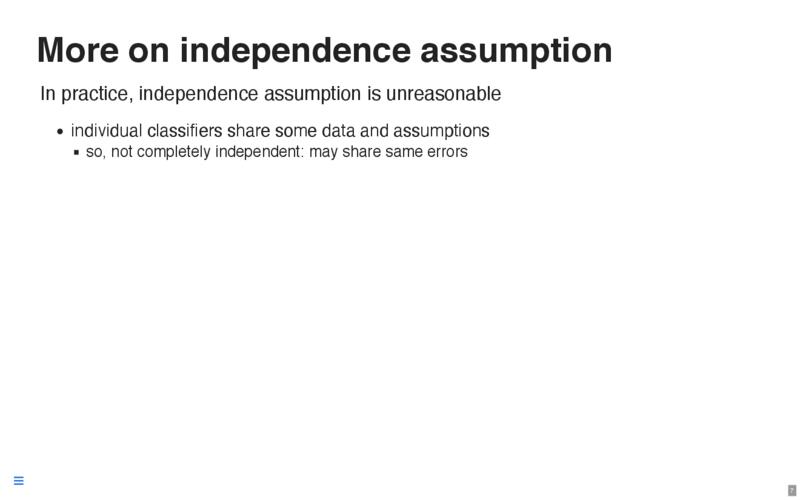 More on independence assumption
In practice, independence assumption is unreasonable
individual classifiers share some data and assumptions
so, not completely independent: may share same errors
7